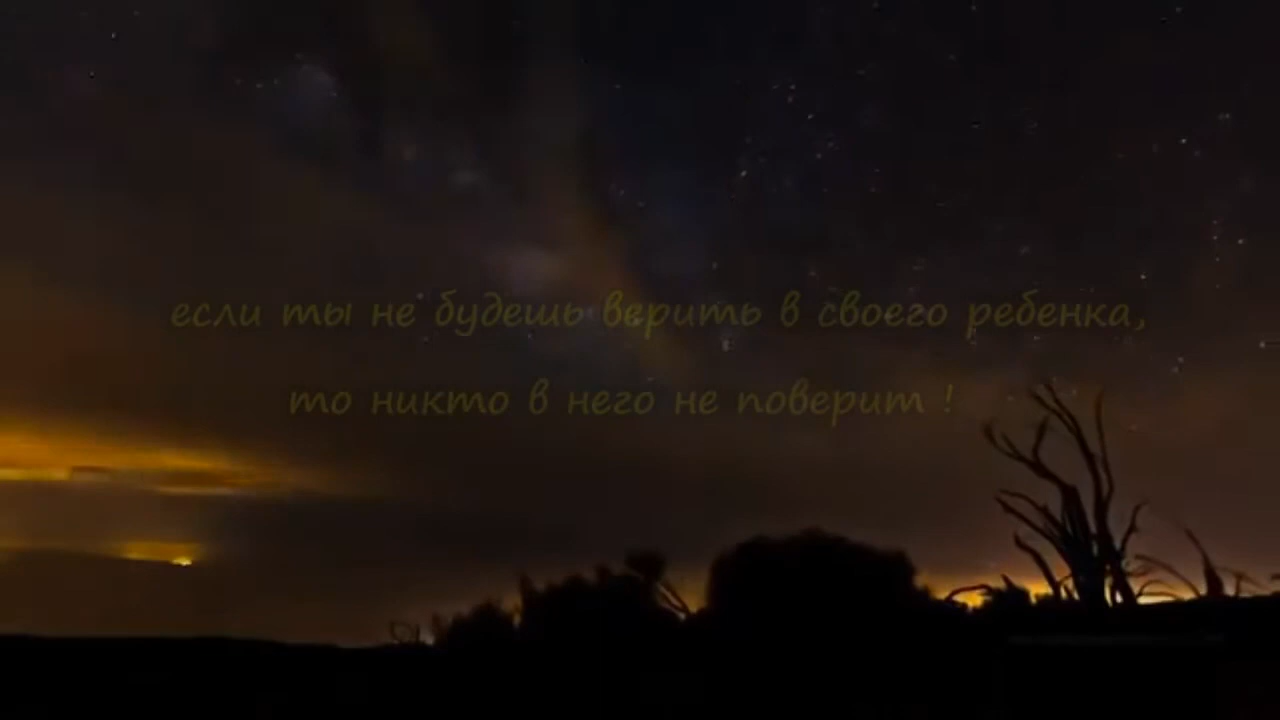 если ты не будешь верить в своего ребенка,
то никто в него не поверит !